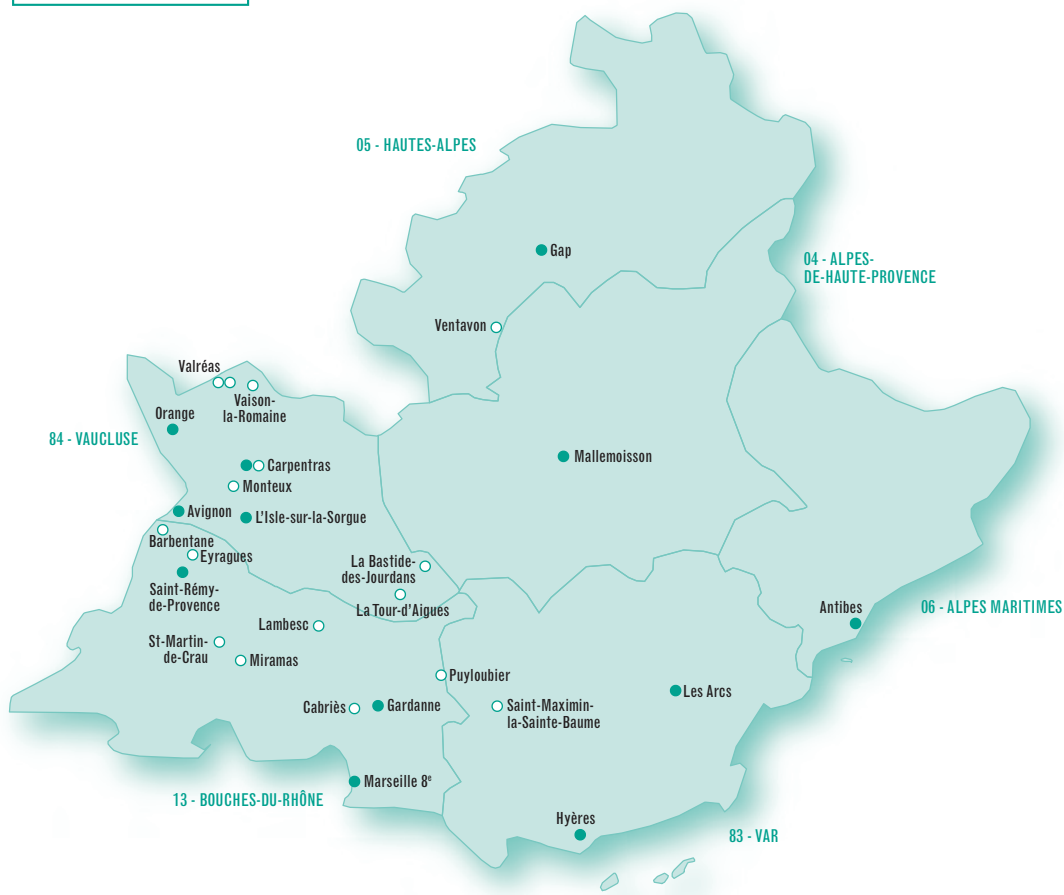 05 - HAUTES-ALPES
Gap
04 - ALPES-
DE-HAUTE-PROVENCE
Ventavon
Valréas
Vaison-
la-Romaine
Orange
84 - VAUCLUSE
Carpentras
Mallemoisson
Monteux
Avignon
L'Isle-sur-la-Sorgue
Barbentane
Eyragues
La Bastide-
des-Jourdans
Saint-Rémy-
de-Provence
La Tour-d'Aigues
Antibes
06 - ALPES MARITIMES
Lambesc
St-Martin-
de-Crau
Miramas
Puyloubier
Cabriès
Gardanne
Saint-Maximin-
la-Sainte-Baume
Les Arcs
Marseille 8e
13 - BOUCHES-DU-RHÔNE
Hyères
83 - VAR